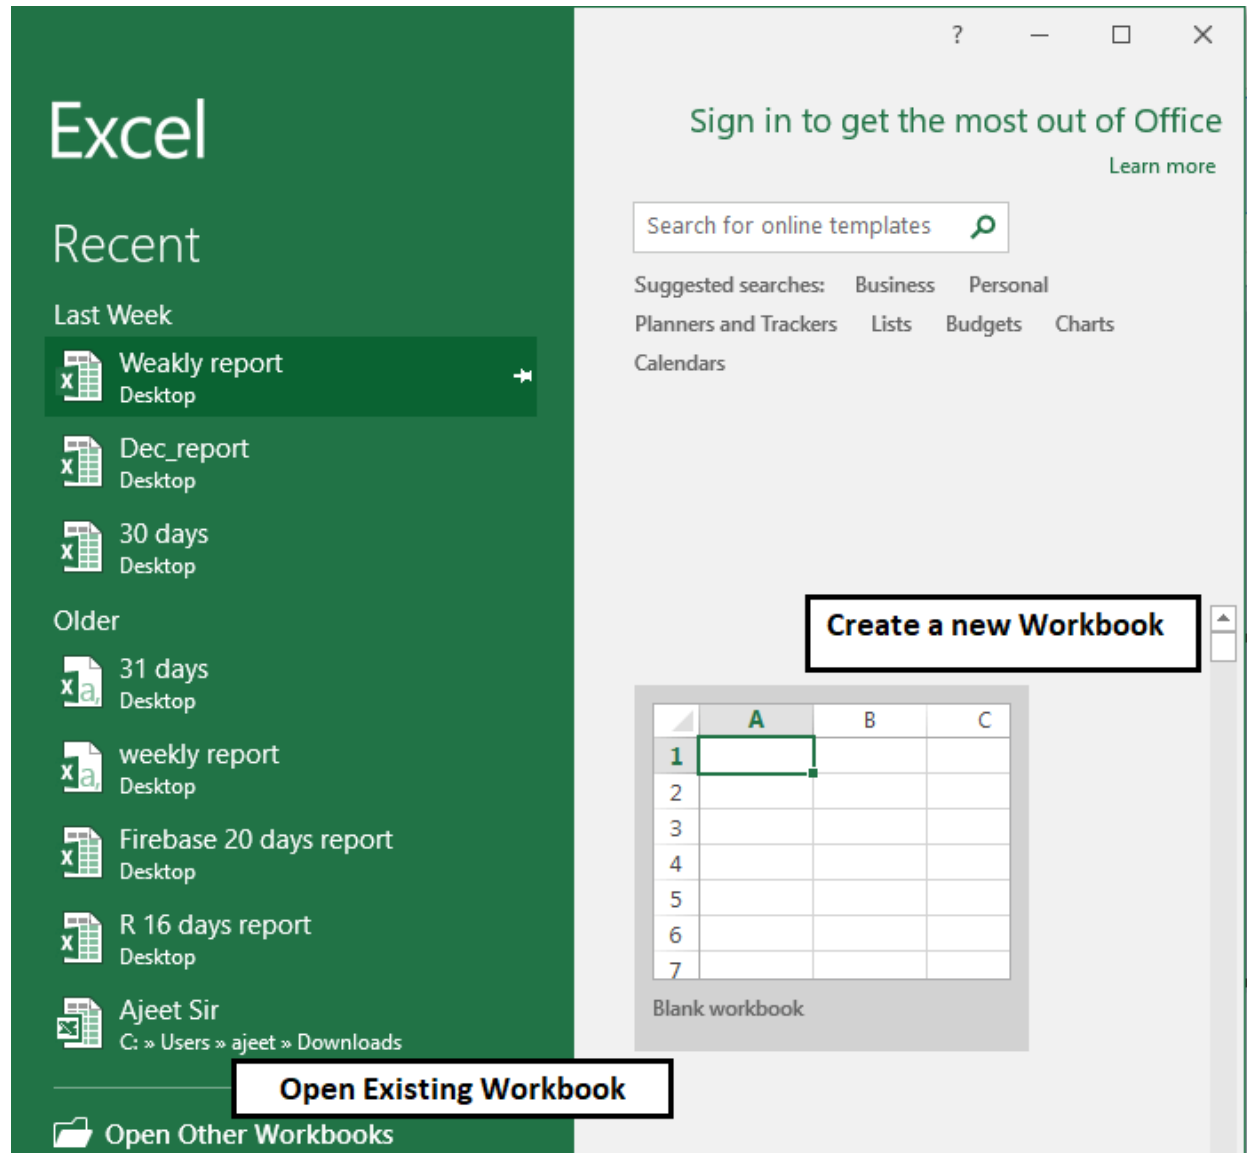 ?
Excel
Sign in to get the most out of Office
Learn more
Recent
Search for online templates
Suggested searches: Business Personal
Planners and Trackers Lists Budgets Charts
Calendars
Last Week
Weakly report
Desktop
Dec_report
Desktop
30 days
Desktop
Older
31 days
Desktop
weekly report
Desktop
Firebase 20 days report
Desktop
R 16 days report
Desktop
Ajeet Sir
C: » Users » ajeet » Downloads
Open Existing Workbook
Open Other Workbooks
Create a new Workbook
A B C
1
2
3
4
5
6
7
Blank workbook